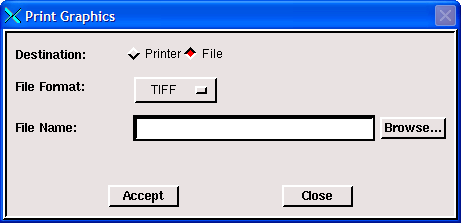 Print Graphics
Destination: Printer File
File Format: TIFF
File Name: Browse...
Accept Close